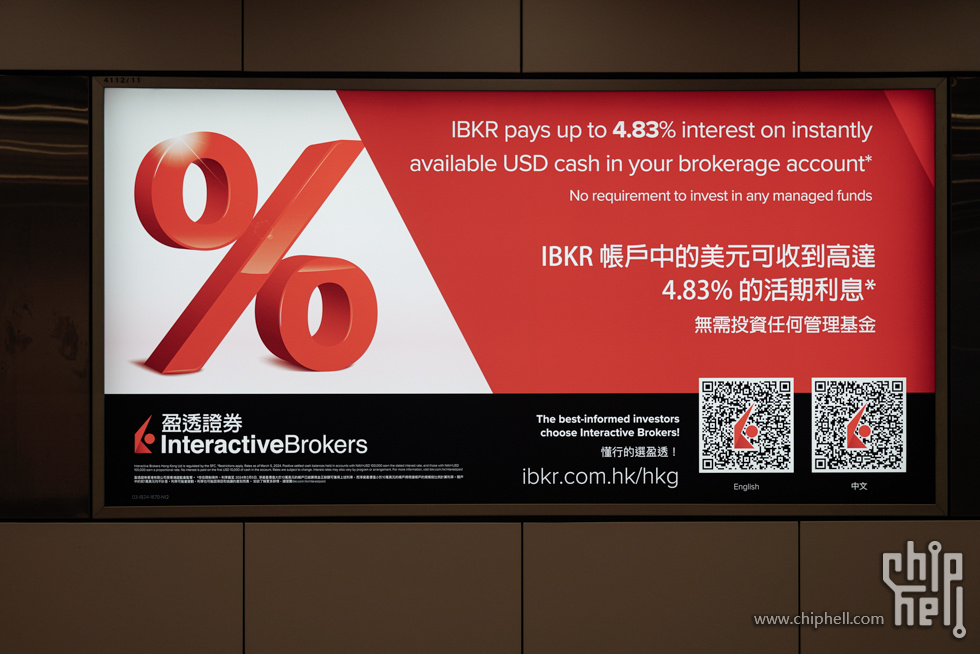 4112/11
IBKR pays up to 4.83% interest on instantly
available USD cash in your brokerage account*
No requirement to invest in any managed funds
IBKR 帳戶中的美元可收到高達
4.83% 的活期利息*
無需投資任何管理基金
盈透證券
InteractiveBrokers
The best-informed investors
choose Interactive Brokers!
懂行的選盈透！
ibkr.com.hk/hkg
English
中文
chip
hell
www.chiphell.com